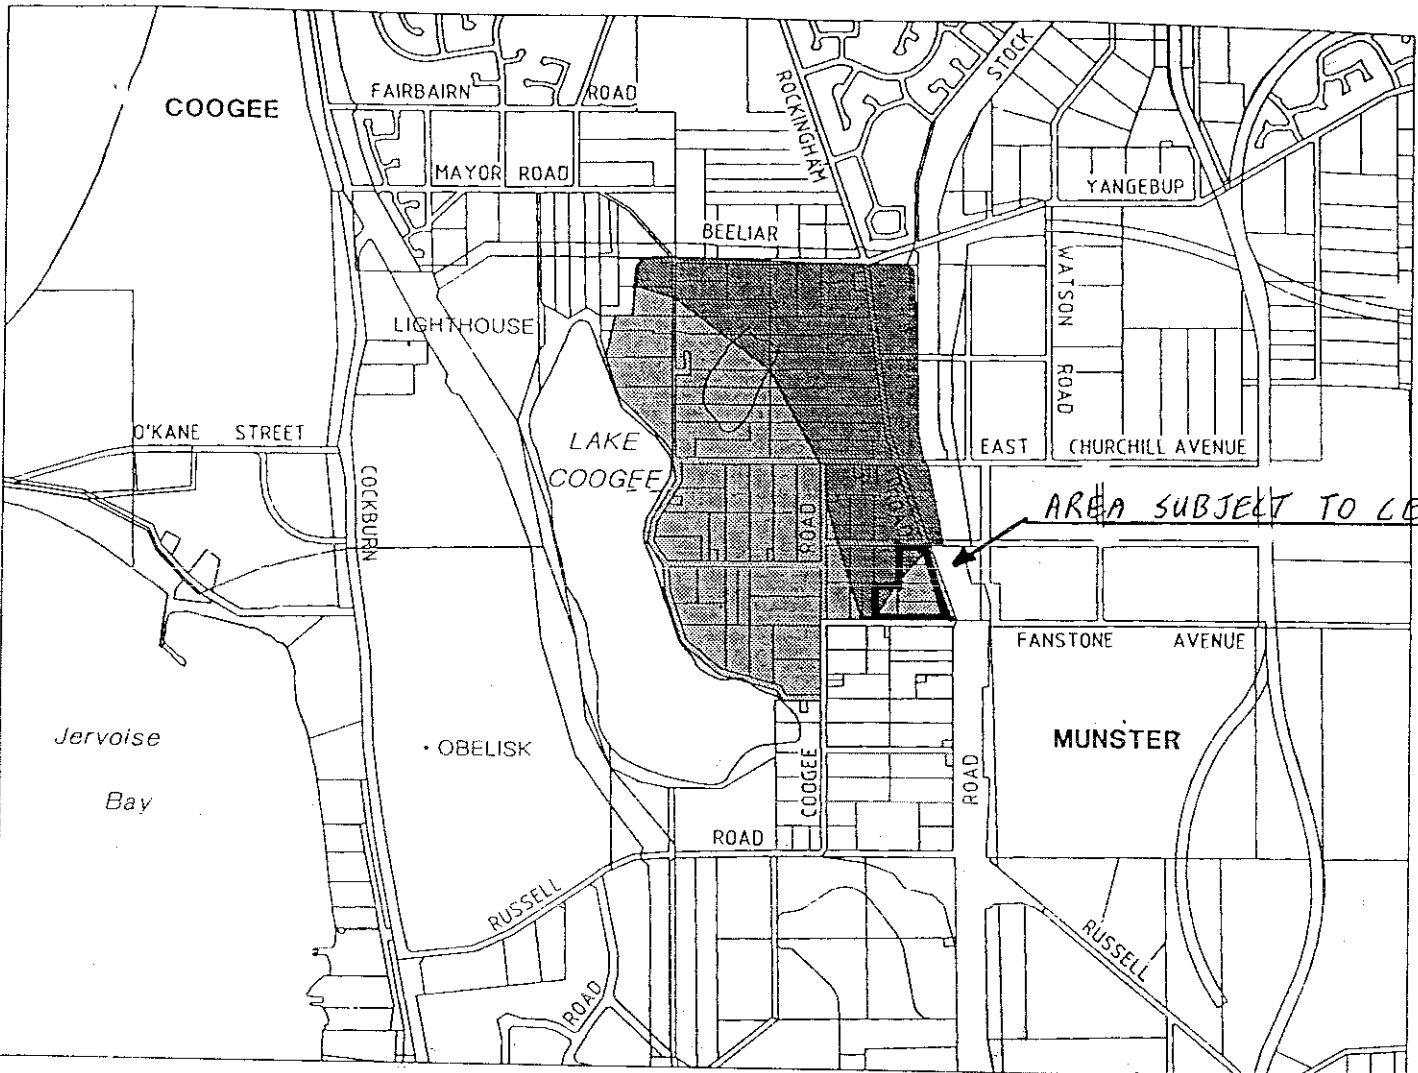 COOGEE
FAIRBAIRN ROAD
MAYOR ROAD
ROCKINGHAM
STOCK
YANGEBUP
BEELIAR
WATSON ROAD
LIGHTHOUSE
O'KANE STREET
LAKE
COOGEE
COCKBURN
ROAD
EAST CHURCHILL AVENUE
AREA SUBJECT TO CE
FANSTONE AVENUE
Jervoise
Bay
OBELISK
MUNSTER
COOGEE
ROAD
ROAD
RUSSELL
RUSSELL
ROAD